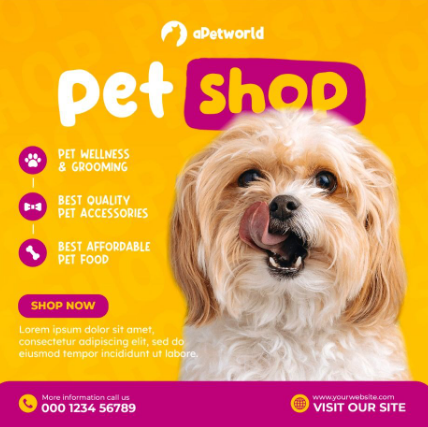 aPetworld
pet shop
PET WELLNESS
& GROOMING
BEST QUALITY
PET ACCESSORIES
BEST AFFORDABLE
PET FOOD
SHOP NOW
Lorem ipsum dolor sit amet,
consectetur adipiscing elit, sed do
eiusmod tempor incididunt ut labore.
More information call us
000 1234 56789
www.yourwebsite.com
VISIT OUR SITE